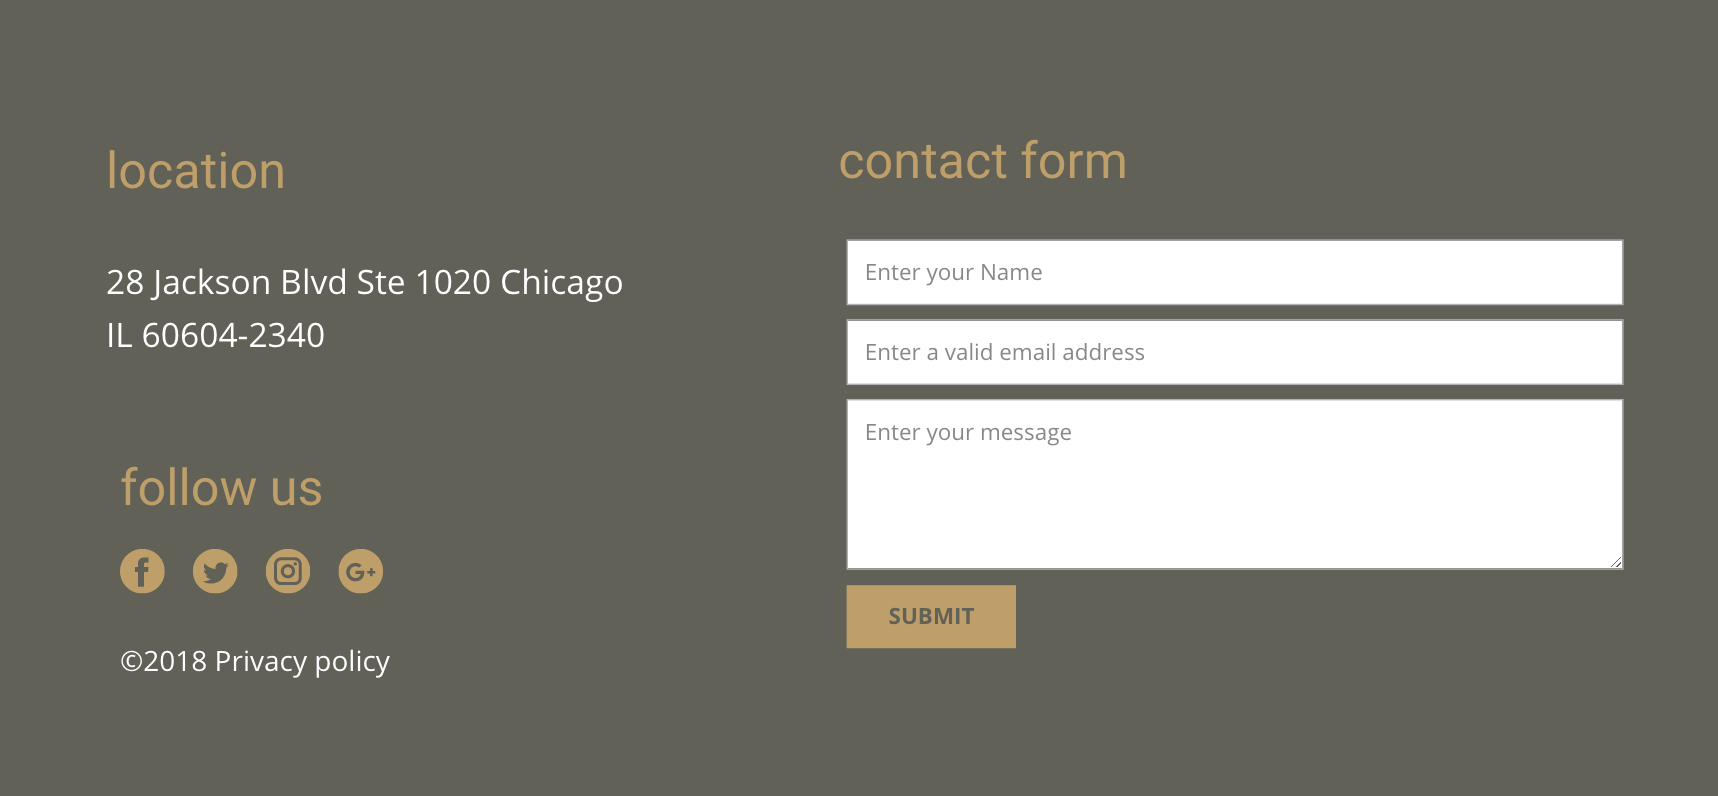 location
28 Jackson Blvd Ste 1020 Chicago
IL 60604-2340
follow us
©2018 Privacy policy
contact form
Enter your Name
Enter a valid email address
Enter your message
SUBMIT